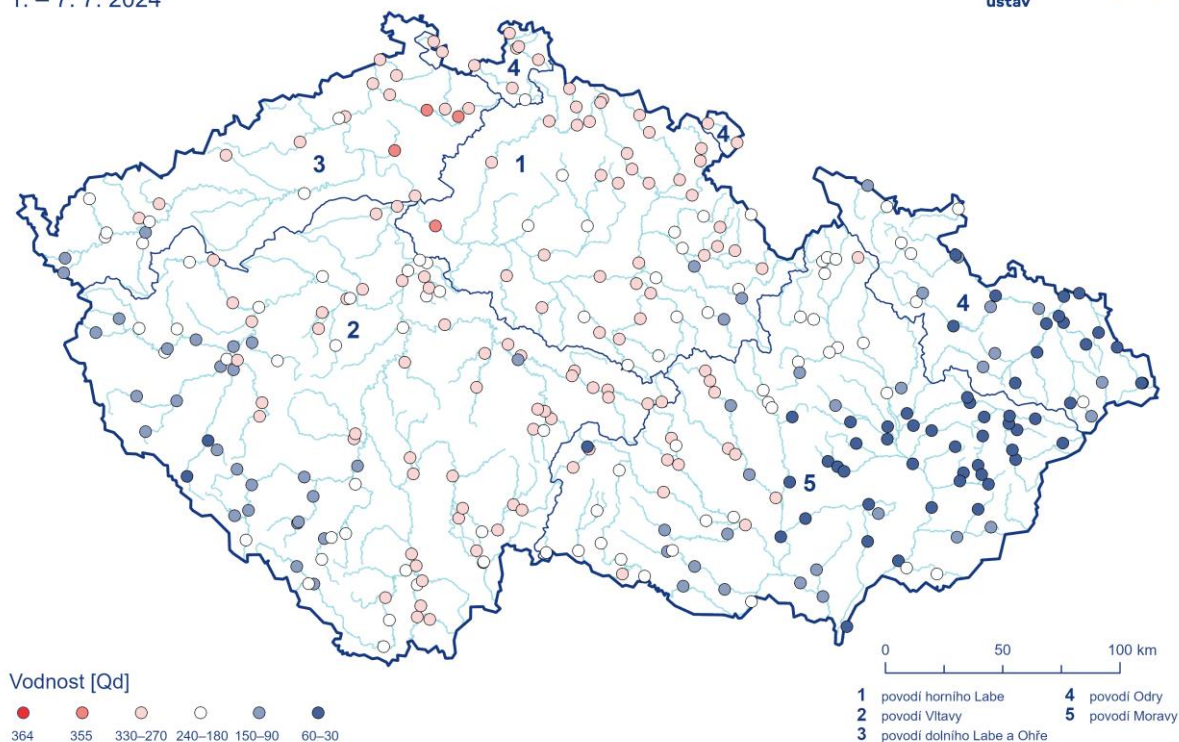 1. – 7. 7. 2024
ústav
4
4
3
1
4
2
5
0 50 100 km
Vodnost [Qd]
364 355 330–270 240–180 150–90 60–30
1 povodí horního Labe
2 povodí Vltavy
3 povodí dolního Labe a Ohře
4 povodí Odry
5 povodí Moravy